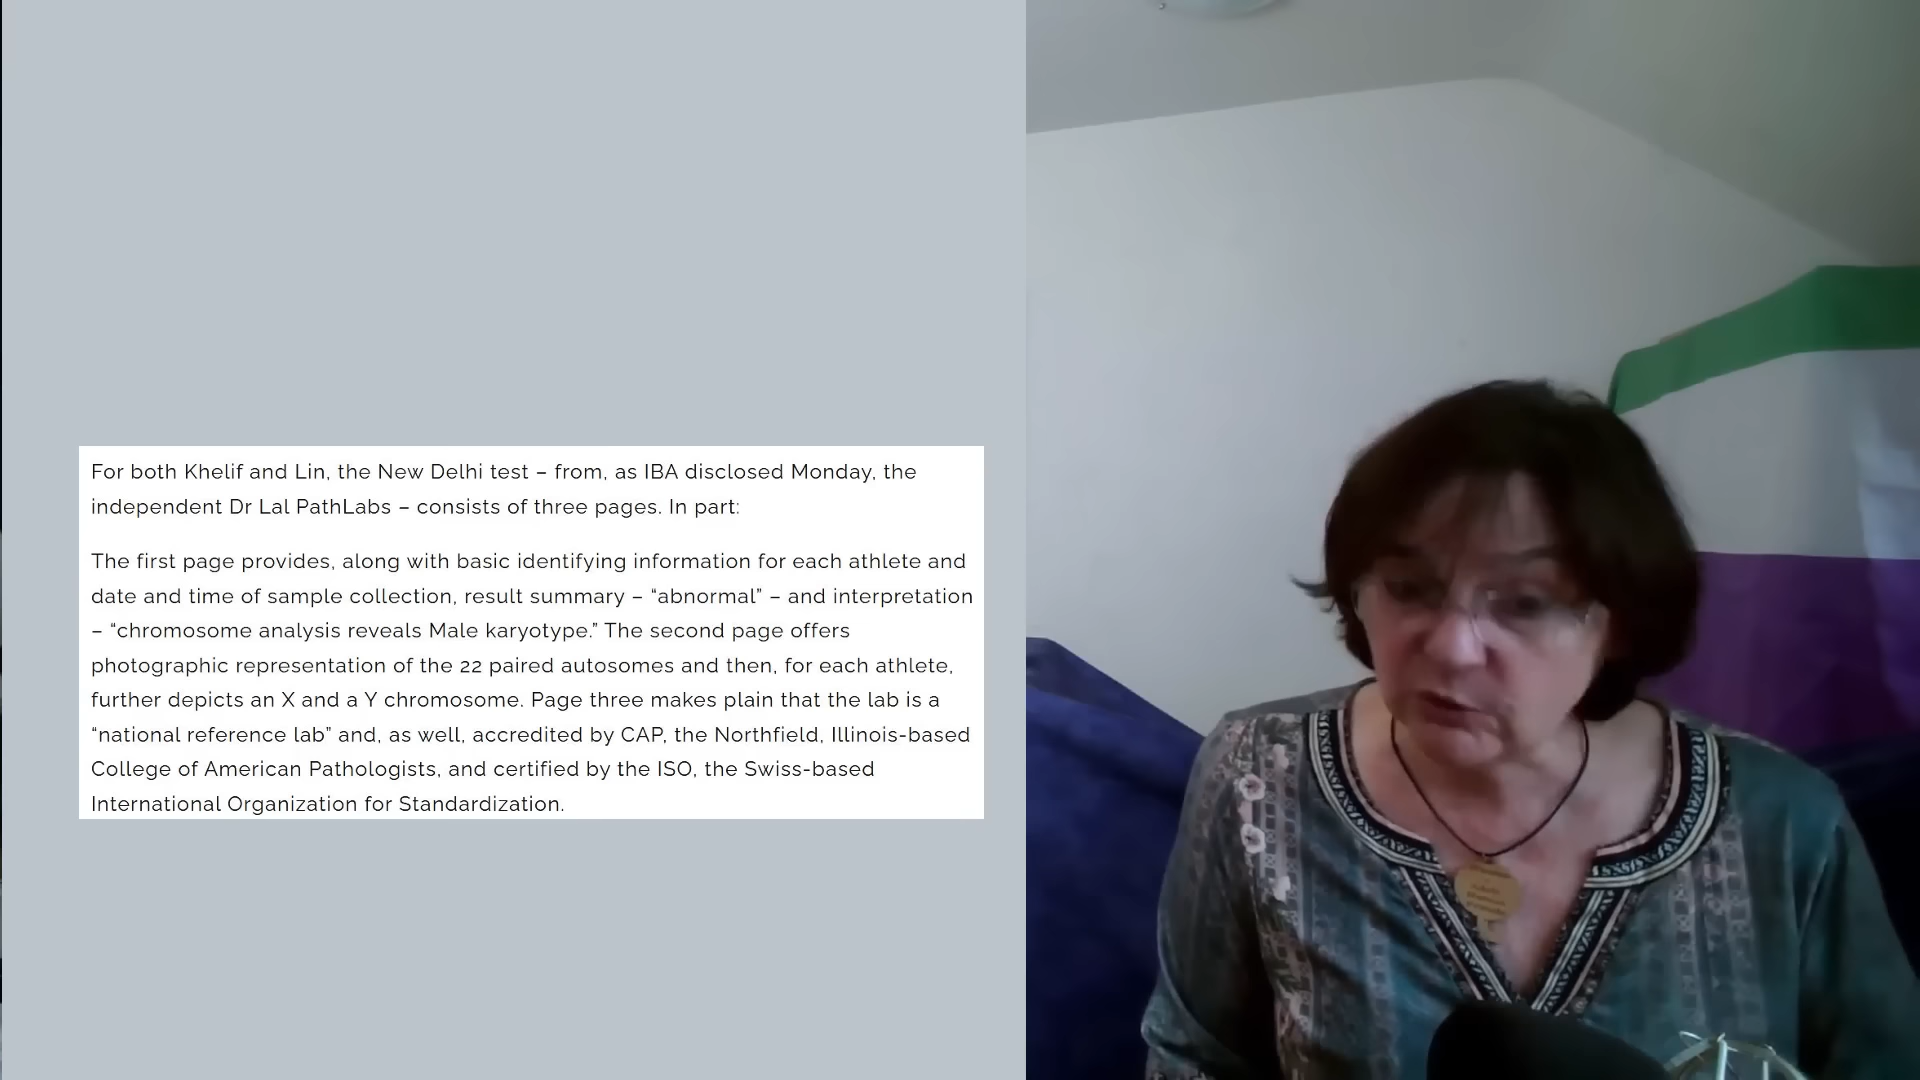 For both Khelif and Lin, the New Delhi test – from, as IBA disclosed Monday, the
independent Dr Lal PathLabs – consists of three pages. In part:
The first page provides, along with basic identifying information for each athlete and
date and time of sample collection, result summary – “abnormal” – and interpretation
– “chromosome analysis reveals Male karyotype.” The second page offers
photographic representation of the 22 paired autosomes and then, for each athlete,
further depicts an X and a Y chromosome. Page three makes plain that the lab is a
“national reference lab” and, as well, accredited by CAP, the Northfield, Illinois-based
College of American Pathologists, and certified by the ISO, the Swiss-based
International Organization for Standardization.